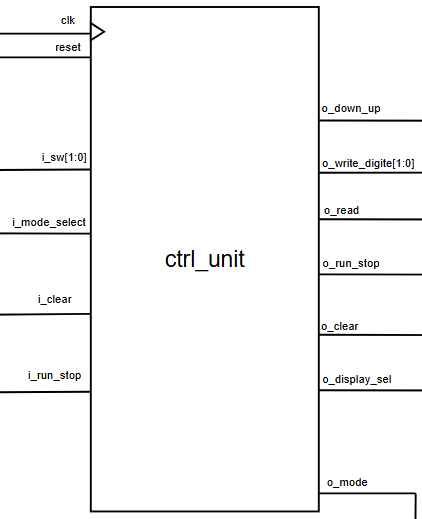 clk
reset
i_sw[1:0]
i_mode_select
i_clear
i_run_stop
ctrl_unit
o_down_up
o_write_digite[1:0]
o_read
o_run_stop
o_clear
o_display_sel
o_mode